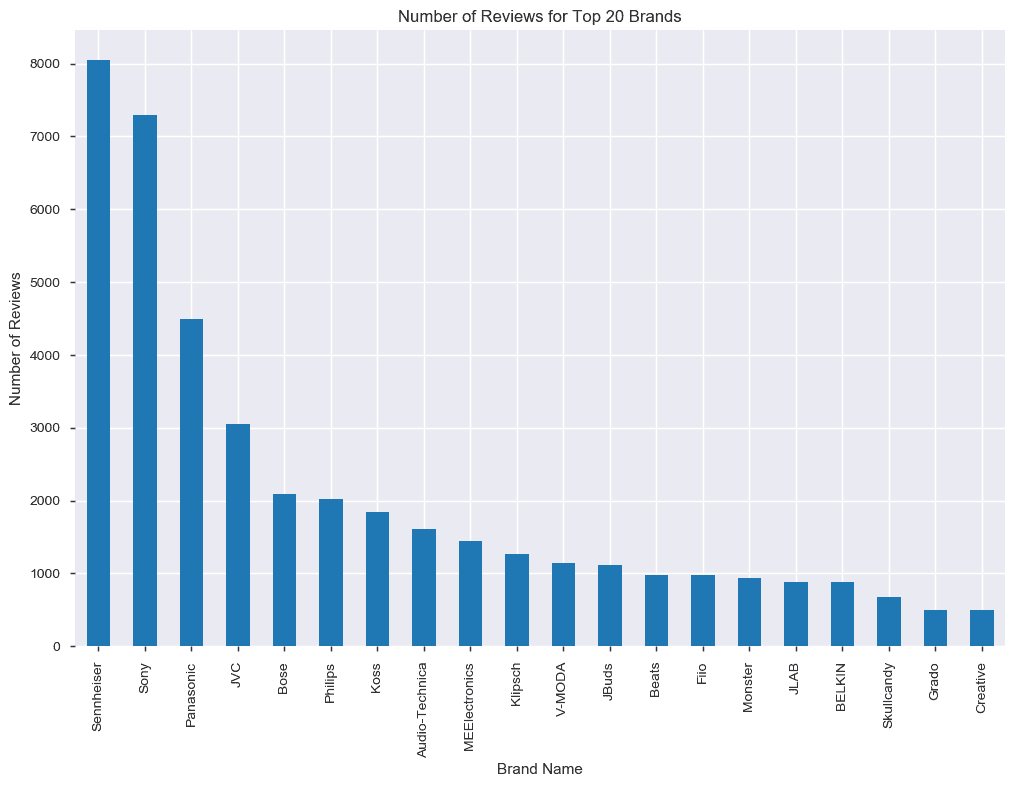 Number of Reviews for Top 20 Brands
Number of Reviews
8000
7000
6000
5000
4000
3000
2000
1000
0
Sennheiser
Sony
Panasonic
JVC
Bose
Philips
Koss
Audio-Technica
MEElectronics
Klipsch
V-MODA
JBuds
Beats
Fiio
Monster
JLAB
BELKIN
Skullcandy
Grado
Creative
Brand Name